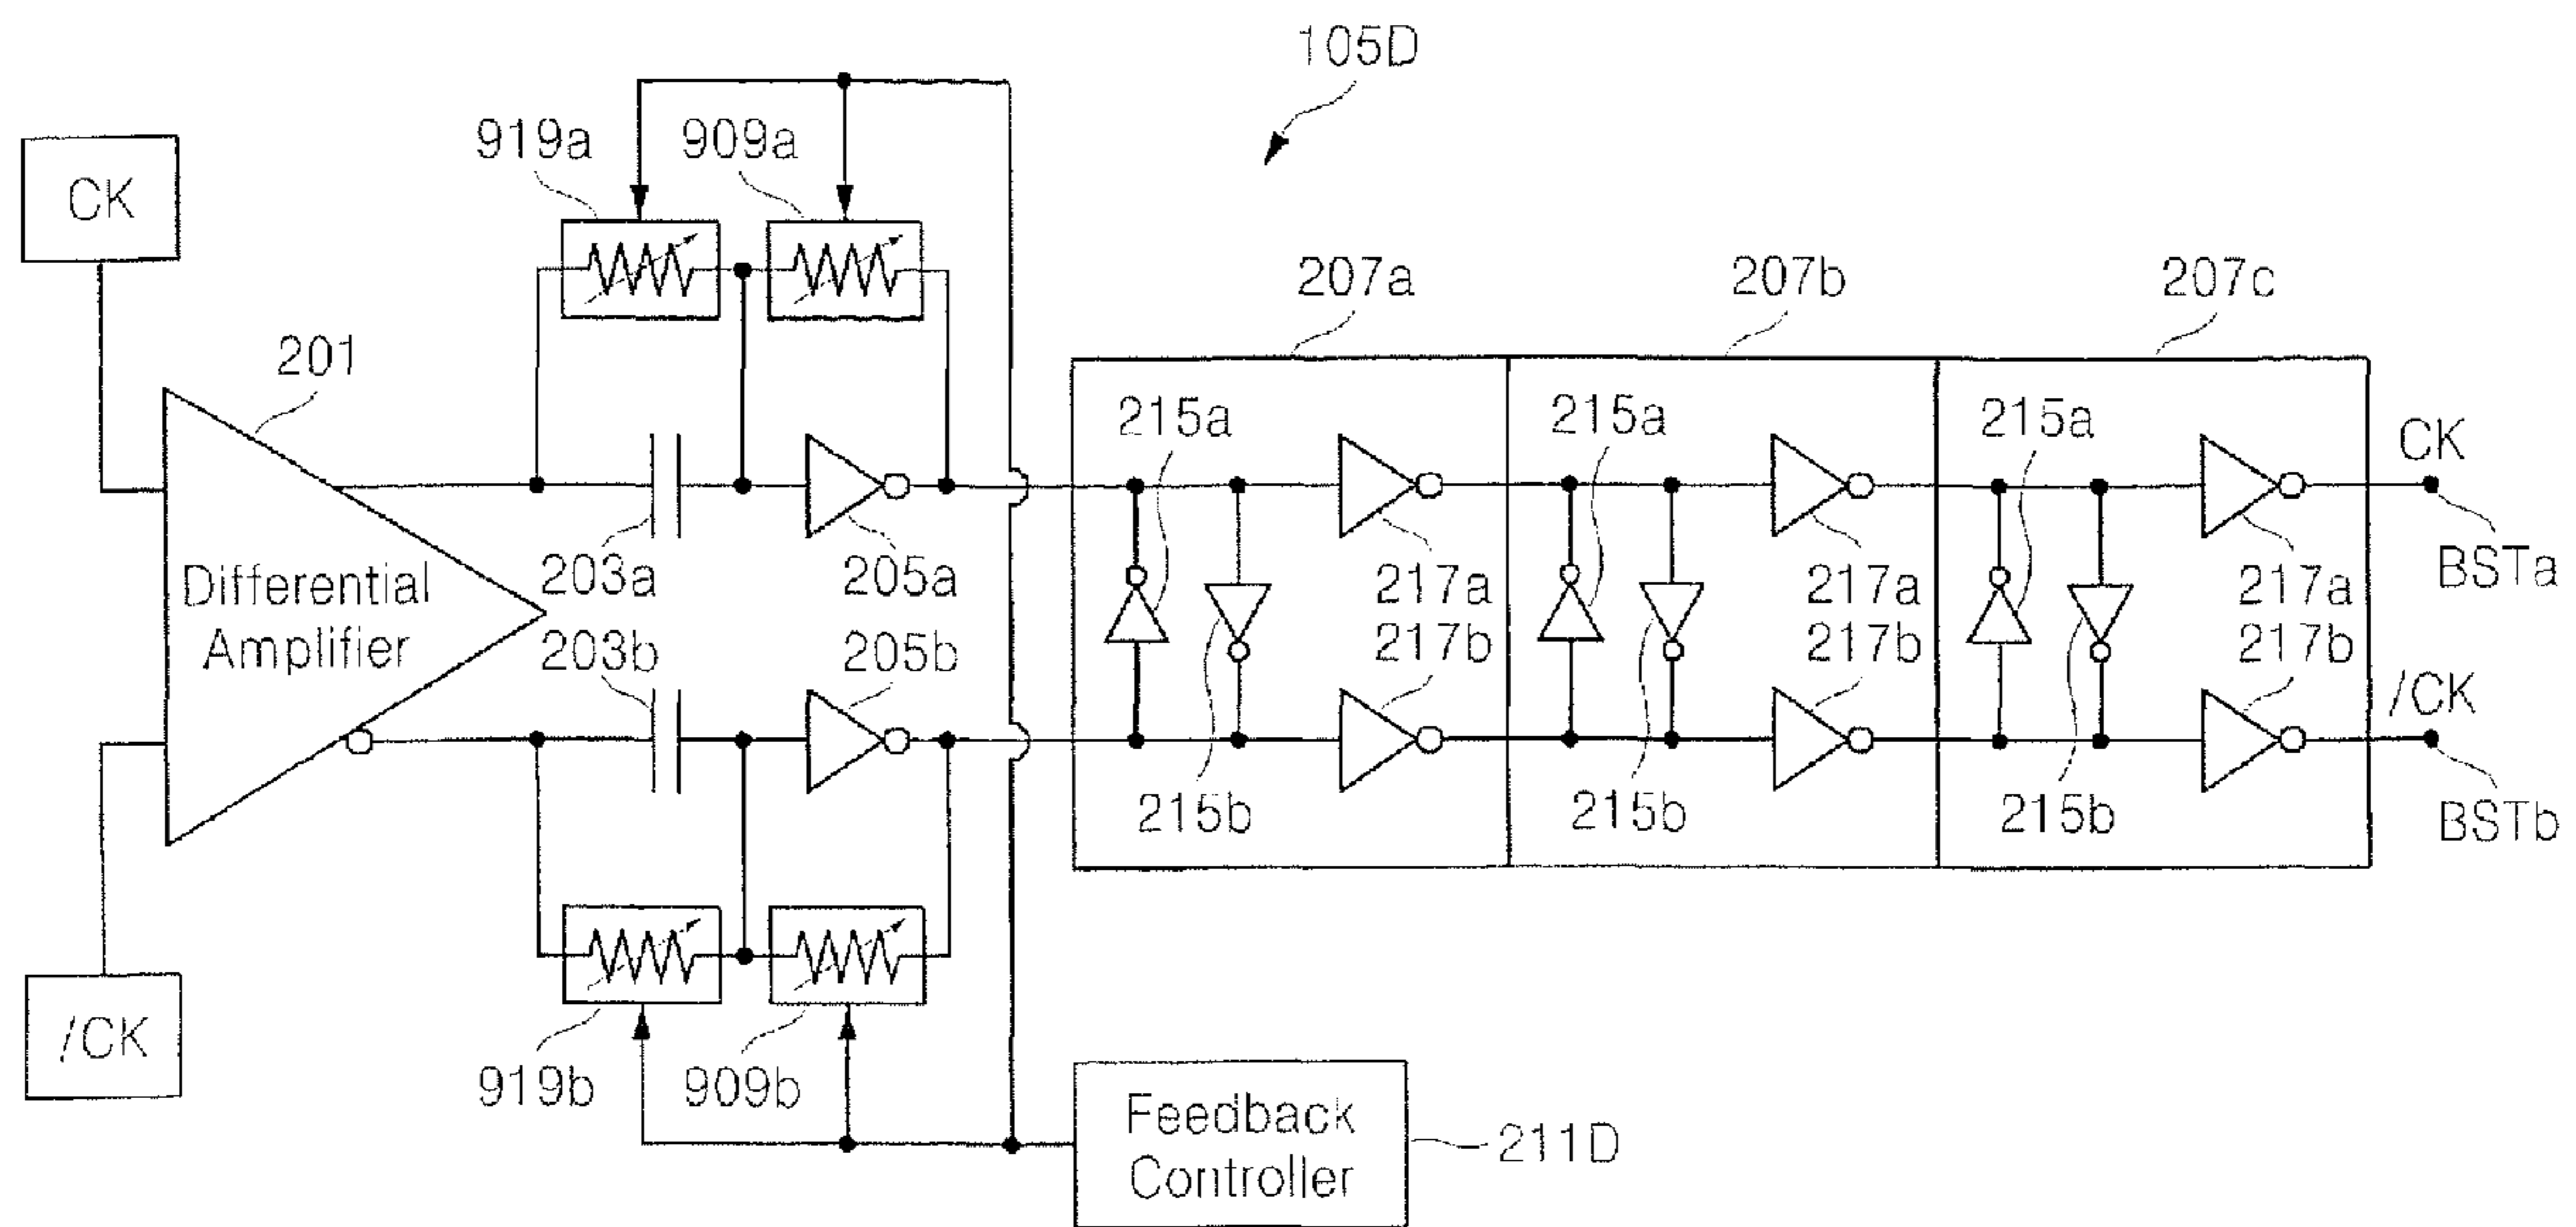 105D
CK
919a
909a
201
207a
207b
207c
215a
215a
215a
CK
BSTa
Differential
Amplifier
203a
205a
217a
217a
217a
203b
205b
217b
217b
217b
/CK
BSTb
215b
215b
215b
/CK
919b
909b
Feedback
Controller
211D